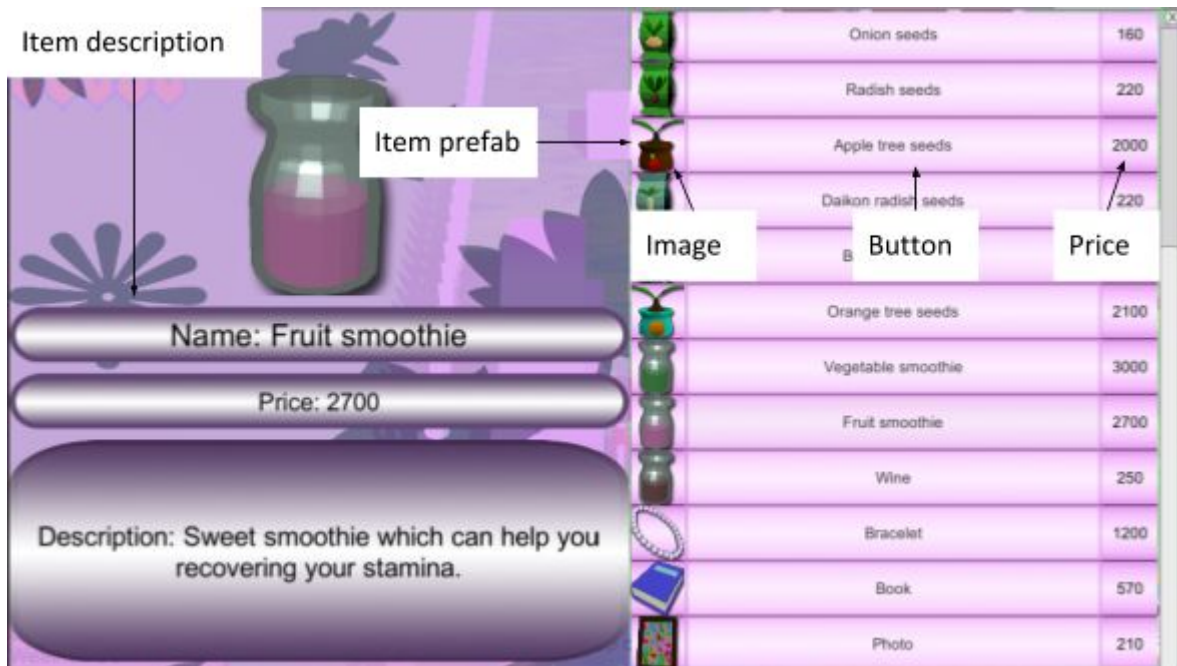 Item description
Name: Fruit smoothie
Price: 2700
Description: Sweet smoothie which can help you
recovering your stamina.
Item prefab
Onion seeds 160
Radish seeds 220
Apple tree seeds 2000
Daikon radish seeds 220
Image Button Price
B
Orange tree seeds 2100
Vegetable smoothie 3000
Fruit smoothie 2700
Wine 250
Bracelet 1200
Book 570
Photo 210